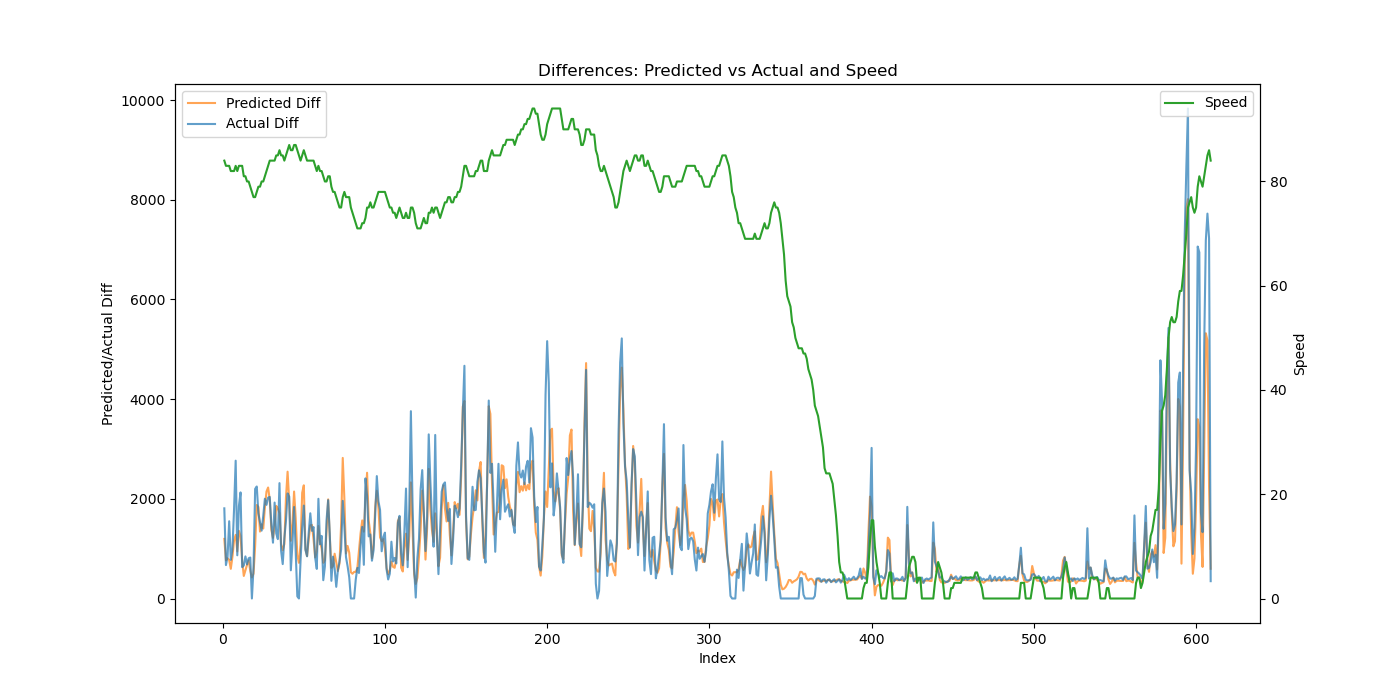 Differences: Predicted vs Actual and Speed
Predicted Diff
Actual Diff
Speed
10000
8000
6000
4000
2000
0
Predicted/Actual Diff
80
60
40
20
0
Speed
0 100 200 300 400 500 600
Index